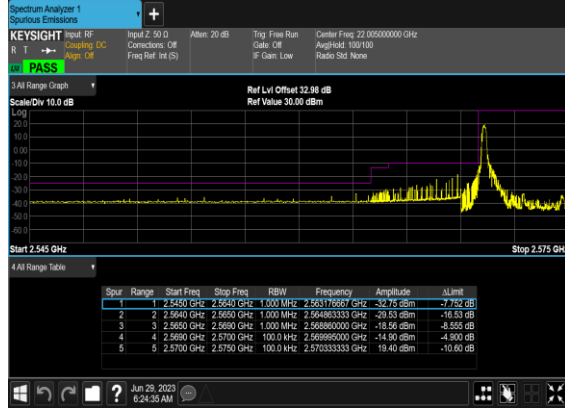 Spectrum Analyzer 1
Spurious Emissions
+
KEYSIGHT
R T
LW PASS
Input: RF
Coupling: DC
Align: Off
Input Z: 50 Ω
Corrections: Off
Freq Ref: Int (S)
Atten: 20 dB
Trig: Free Run
Gate: Off
IF Gain: Low
Center Freq: 22.005000000 GHz
Avg|Hold: 100/100
Radio Std: None
3 All Range Graph
Scale/Div 10.0 dB
Ref Lvl Offset 32.98 dB
Ref Value 30.00 dBm
Log
20.0
10.0
0.00
-10.0
-20.0
-30.0
-40.0
-50.0
-60.0
Start 2.545 GHz
Stop 2.575 GH
4 All Range Table
Spur Range Start Freq Stop Freq RBW Frequency Amplitude ΔLimit
1 1 2.5450 GHz 2.5640 GHz 1.000 MHz 2.563176667 GHz -32.75 dBm -7.752 dB
2 2 2.5640 GHz 2.5650 GHz 1.000 MHz 2.564863333 GHz -29.53 dBm -16.53 dB
3 3 2.5650 GHz 2.5690 GHz 1.000 MHz 2.568860000 GHz -18.56 dBm -8.555 dB
4 4 2.5690 GHz 2.5700 GHz 100.0 kHz 2.569995000 GHz -14.90 dBm -4.900 dB
5 5 2.5700 GHz 2.5750 GHz 100.0 kHz 2.570333333 GHz 19.40 dBm -10.60 dB
?
Jun 29, 2023
6:24:35 AM